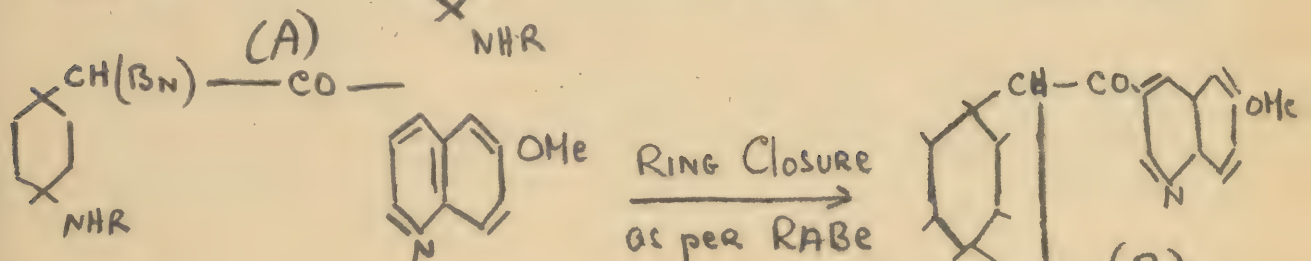 NHR
(A)
CH(BN) — CO —
CH — CO
OMe
OMe
RING Closure
as per RABe
N
NHR
N
(B)